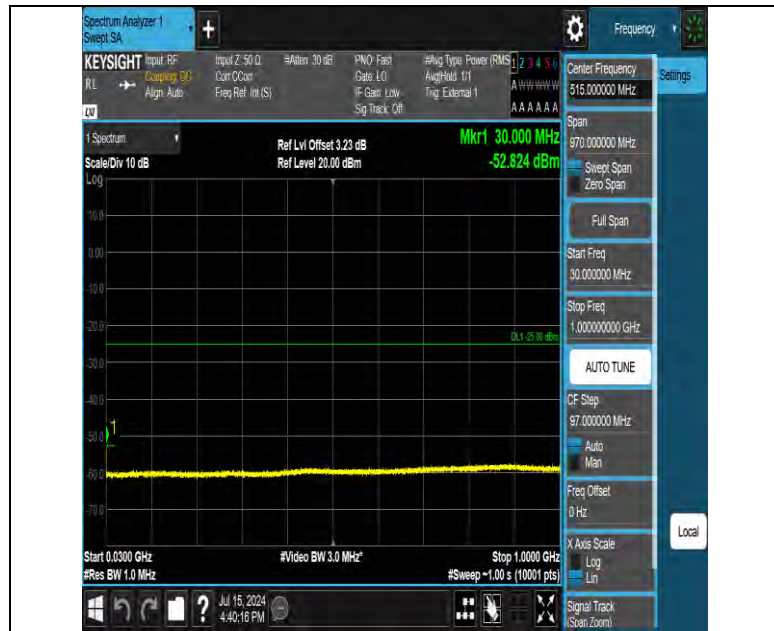 Spectrum Analyzer 1
Swept SA
+
Frequency
KEYSIGHT
RL
LXI
Input: RF
Coupling: DC
Align: Auto
Input Z: 50 Ω
Corr CCorr
Freq Ref: Int (S)
#Atten: 30 dB
PNO: Fast
Gate: LO
IF Gain: Low
Sig Track: Off
#Avg Type: Power (RMS
Avg|Hold: 1/1
Trig: External 1
1 2 3 4 5 6
A W W W W W
A A A A A A
Settings
1 Spectrum
Scale/Div 10 dB
Log
Ref Lvl Offset 3.23 dB
Ref Level 20.00 dBm
Mkr1 30.000 MHz
-52.824 dBm
10.0
0.00
-10.0
-20.0
DL1 -25.00 dBm
-30.0
-40.0
1
-50.0
-60.0
-70.0
Start 0.0300 GHz
#Res BW 1.0 MHz
#Video BW 3.0 MHz*
Stop 1.0000 GHz
#Sweep ~1.00 s (10001 pts)
Center Frequency
515.000000 MHz
Span
970.000000 MHz
Swept Span
Zero Span
Full Span
Start Freq
30.000000 MHz
Stop Freq
1.000000000 GHz
AUTO TUNE
CF Step
97.000000 MHz
Auto
Man
Freq Offset
0 Hz
X Axis Scale
Log
Lin
Signal Track
(Span Zoom)
Local
?
Jul 15, 2024
4:40:16 PM